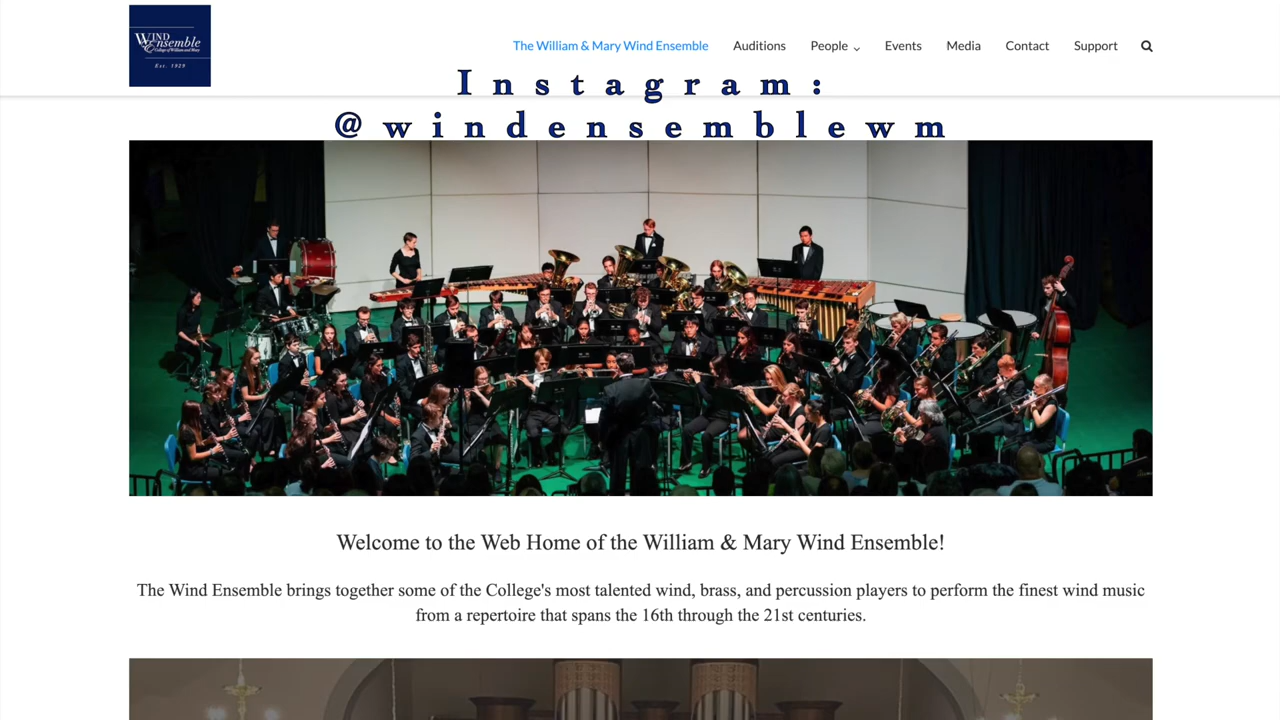 WIND
Ensemble
College of William and Mary
Est. 1929
The William & Mary Wind Ensemble Auditions People Events Media Contact Support
Instagram:
@windensemblewm
Welcome to the Web Home of the William & Mary Wind Ensemble!
The Wind Ensemble brings together some of the College's most talented wind, brass, and percussion players to perform the finest wind music
from a repertoire that spans the 16th through the 21st centuries.